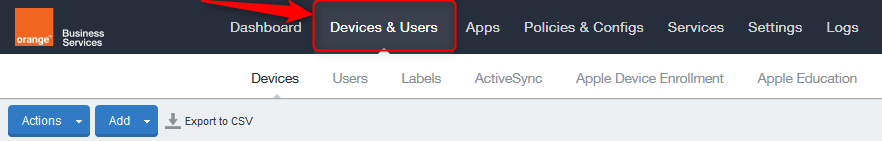 orange™ Business Services Dashboard Devices & Users Apps Policies & Configs Services Settings Logs
Devices Users Labels ActiveSync Apple Device Enrollment Apple Education
Actions Add Export to CSV